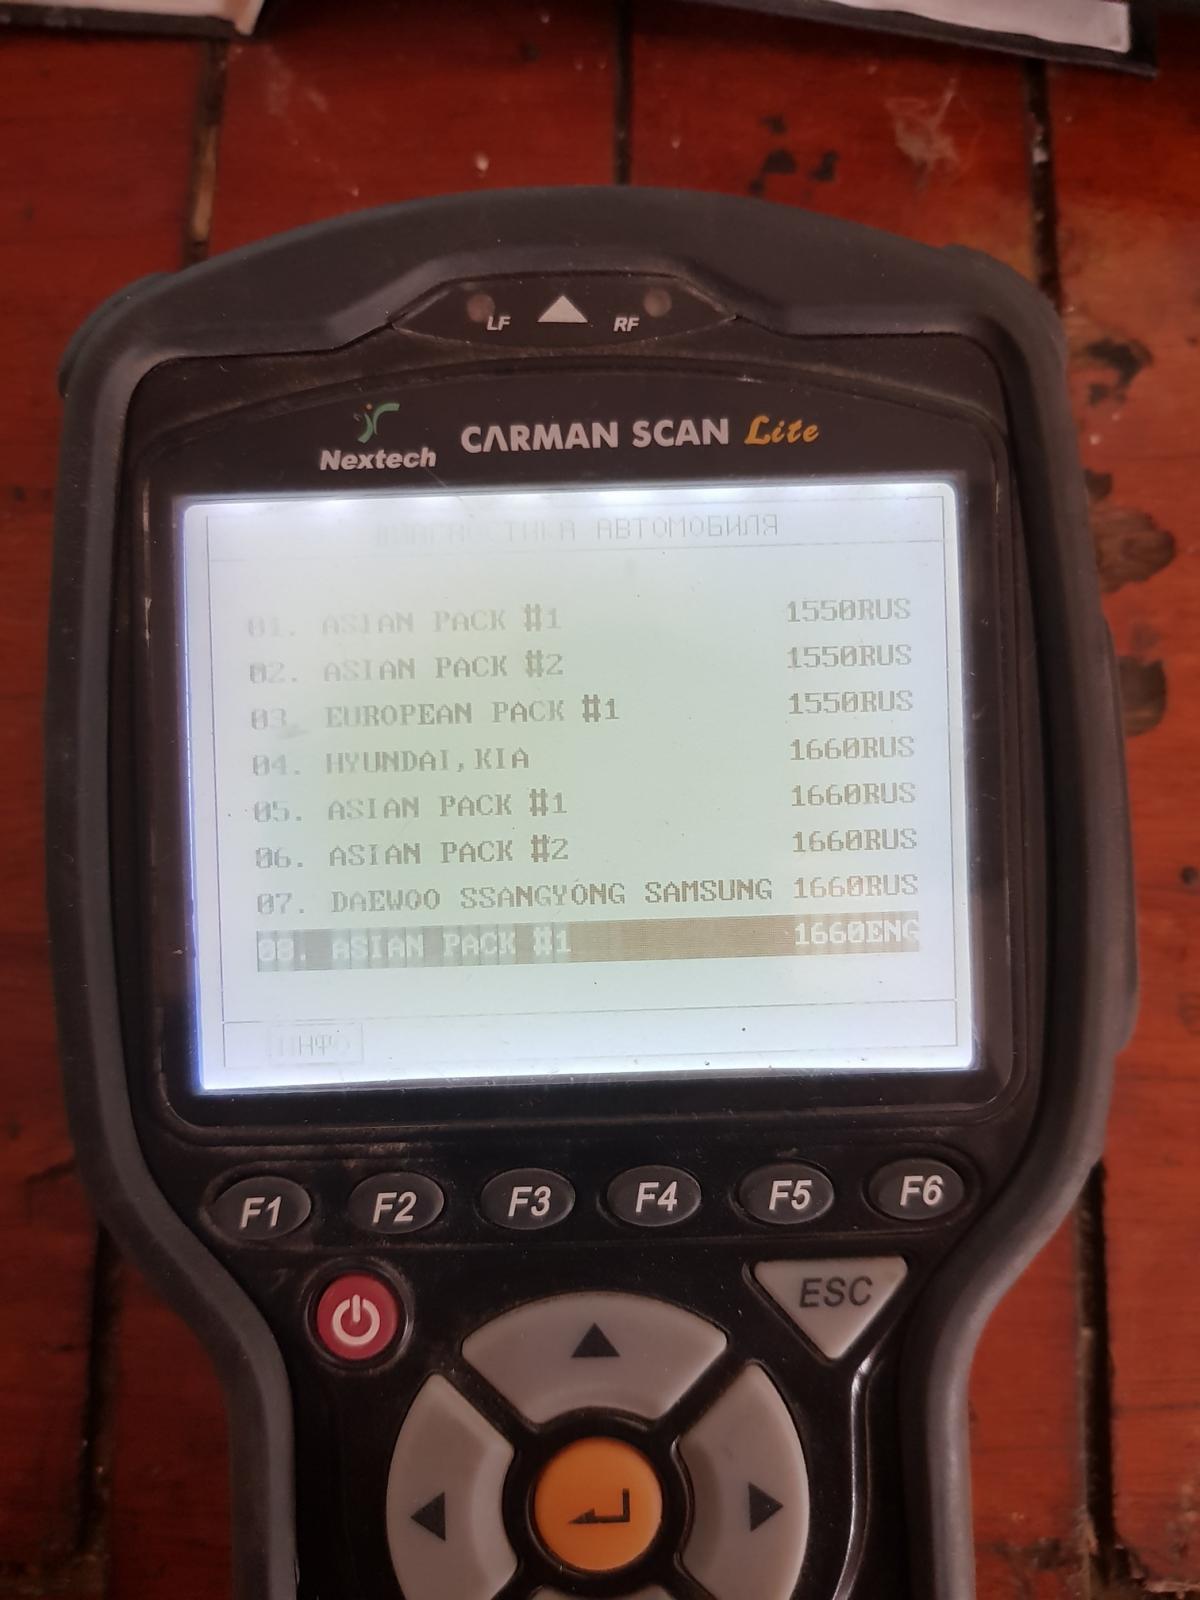 LF RF
Nextech CARMAN SCAN Lite
ДИАГНОСТИКА АВТОМОБИЛЯ
01. ASIAN PACK #1 1550RUS
02. ASIAN PACK #2 1550RUS
03. EUROPEAN PACK #1 1550RUS
04. HYUNDAI,KIA 1660RUS
05. ASIAN PACK #1 1660RUS
06. ASIAN PACK #2 1660RUS
07. DAEWOO SSANGYONG SAMSUNG 1660RUS
08. ASIAN PACK #1 1660ENG
ИНФО
F1 F2 F3 F4 F5 F6
ESC